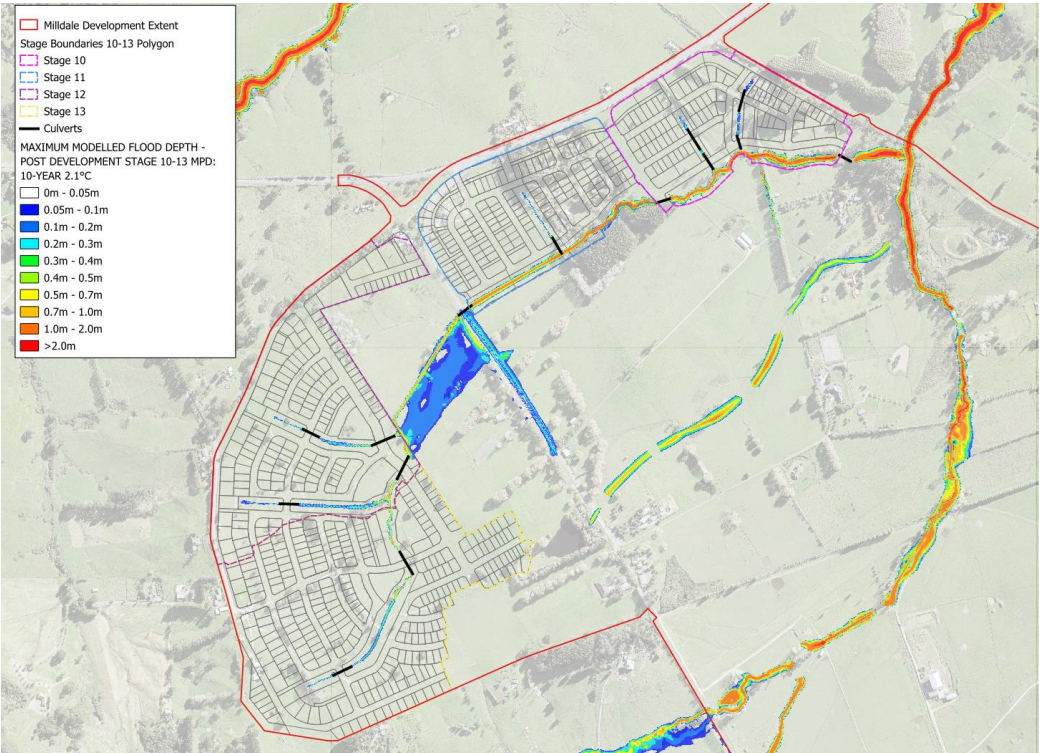 Milldale Development Extent
Stage Boundaries 10-13 Polygon
Stage 10
Stage 11
Stage 12
Stage 13
Culverts
MAXIMUM MODELLED FLOOD DEPTH -
POST DEVELOPMENT STAGE 10-13 MPD:
10-YEAR 2.1°C
0m - 0.05m
0.05m - 0.1m
0.1m - 0.2m
0.2m - 0.3m
0.3m - 0.4m
0.4m - 0.5m
0.5m - 0.7m
0.7m - 1.0m
1.0m - 2.0m
>2.0m